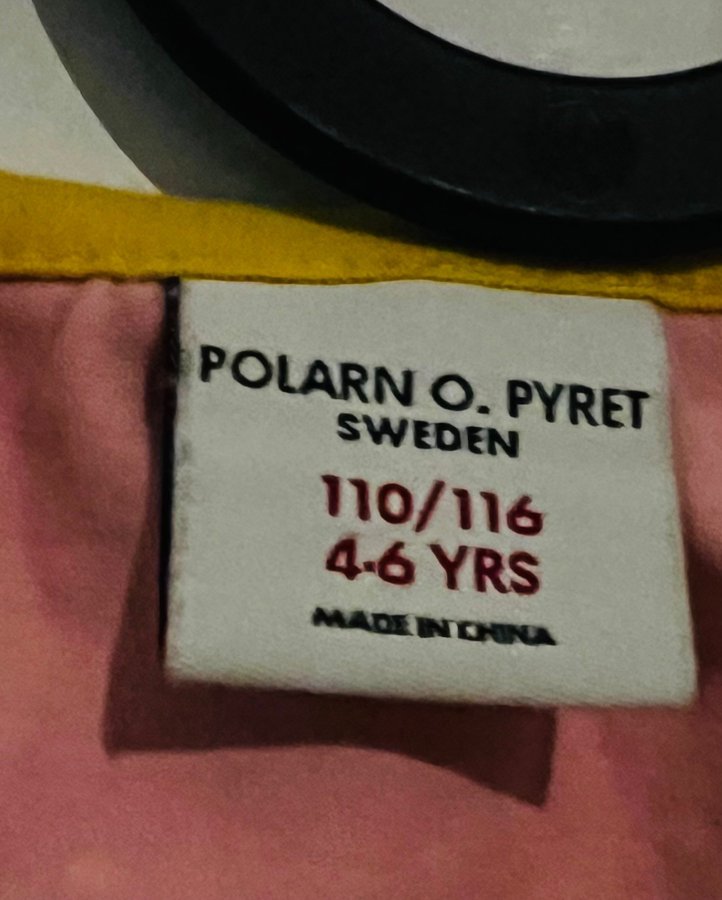 POLARN O. PYRET
SWEDEN
110/116
4-6 YRS
MADE IN CHINA